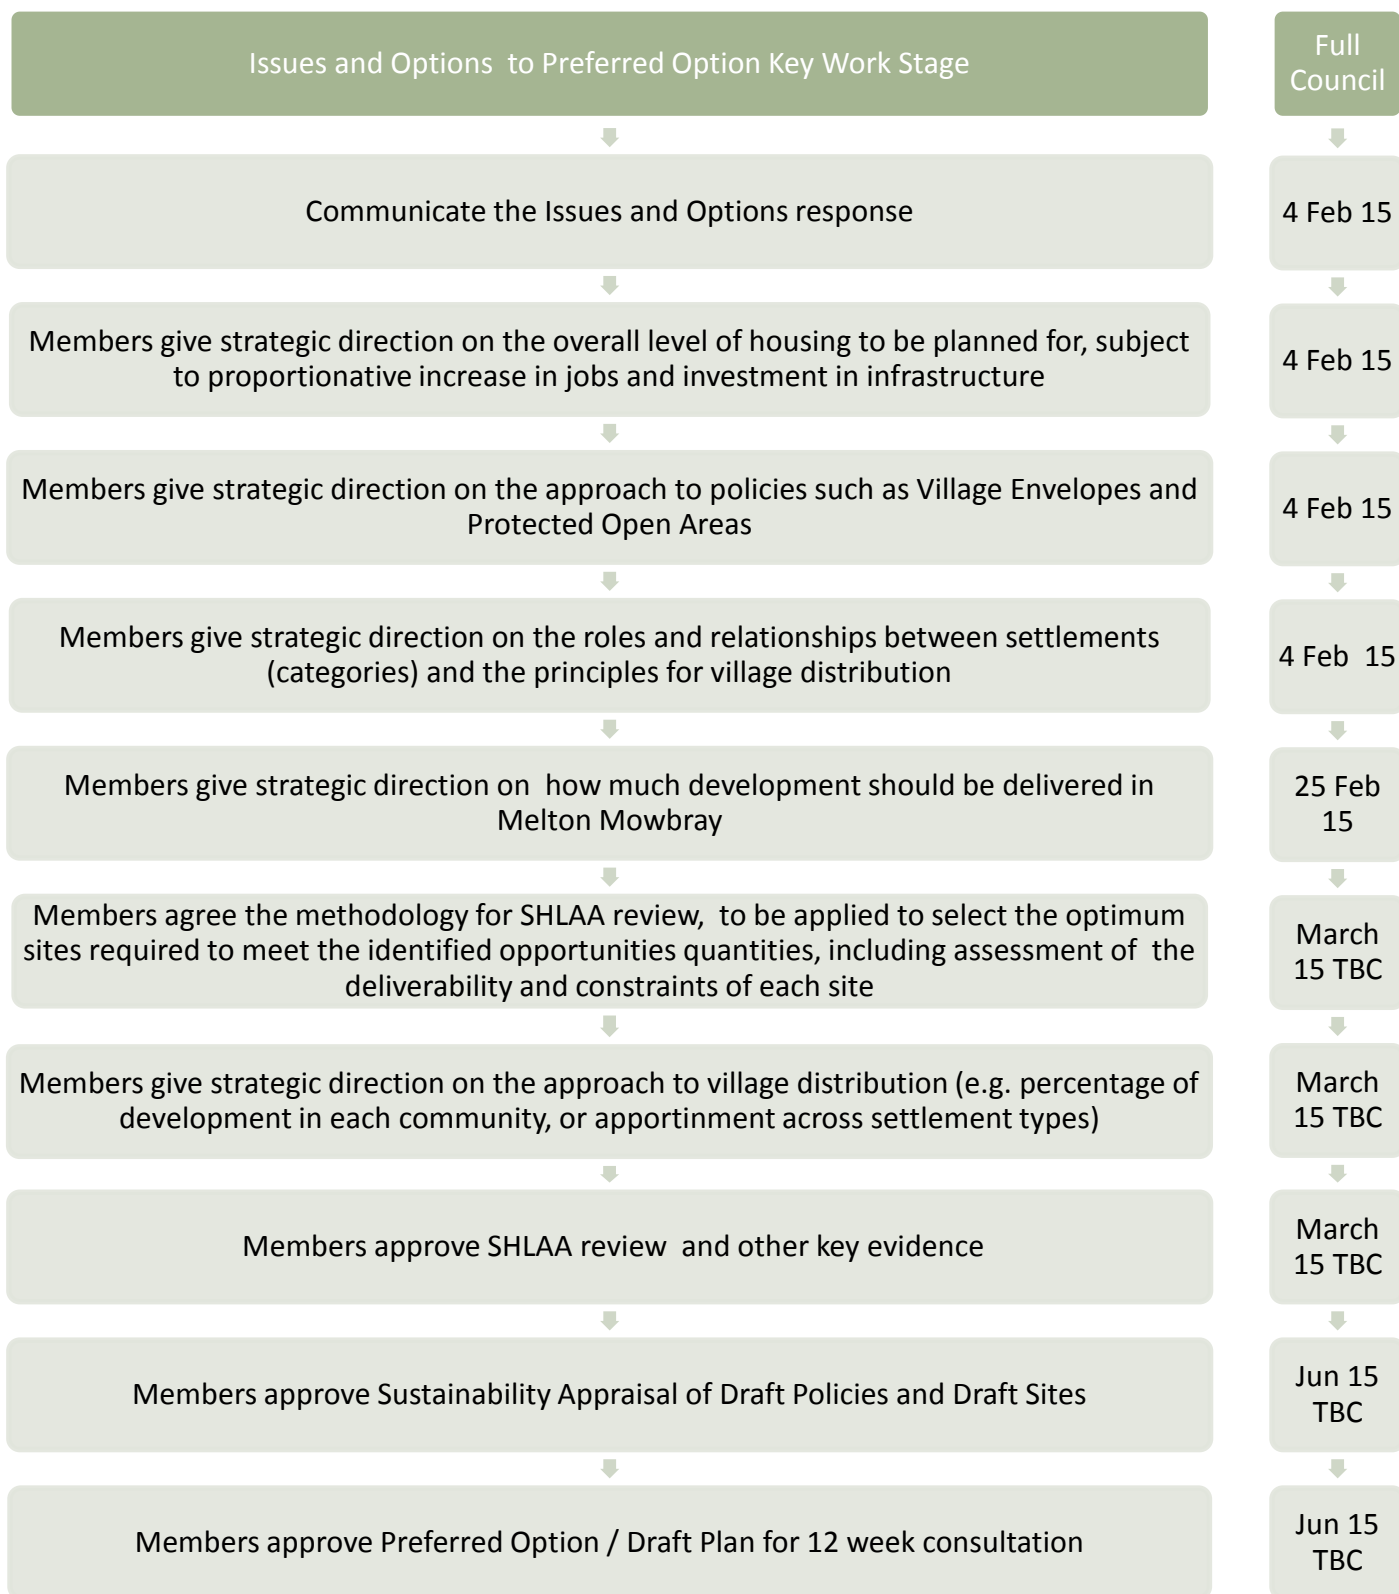 Issues and Options  to Preferred Option Key Work Stage
Full
Council
Communicate the Issues and Options response
4 Feb 15
Members give strategic direction on the overall level of housing to be planned for, subject
to proportionative increase in jobs and investment in infrastructure
4 Feb 15
Members give strategic direction on the approach to policies such as Village Envelopes and
Protected Open Areas
4 Feb 15
Members give strategic direction on the roles and relationships between settlements
(categories) and the principles for village distribution
4 Feb  15
Members give strategic direction on  how much development should be delivered in
Melton Mowbray
25 Feb
15
Members agree the methodology for SHLAA review,  to be applied to select the optimum
sites required to meet the identified opportunities quantities, including assessment of  the
deliverability and constraints of each site
March
15 TBC
Members give strategic direction on the approach to village distribution (e.g. percentage of
development in each community, or apportinment across settlement types)
March
15 TBC
Members approve SHLAA review  and other key evidence
March
15 TBC
Members approve Sustainability Appraisal of Draft Policies and Draft Sites
Jun 15
TBC
Members approve Preferred Option / Draft Plan for 12 week consultation
Jun 15
TBC